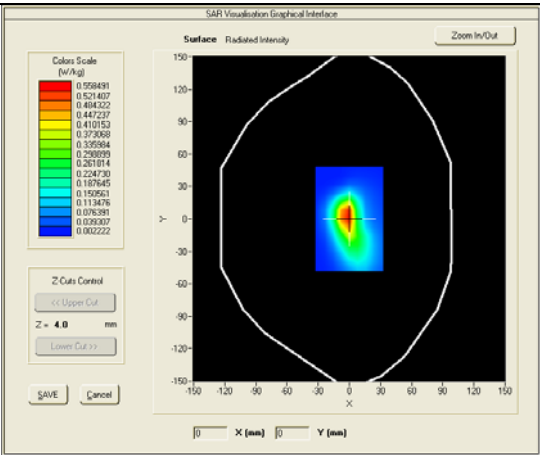 SAR Visualisation Graphical Interface
Surface Radiated Intensity
Zoom In/Out
Colors Scale
(W/kg)
0.558491
0.521407
0.484322
0.447237
0.410153
0.373068
0.335984
0.298899
0.261814
0.224730
0.187645
0.150561
0.113476
0.076391
0.039307
0.002222
Z-Cuts Control
<< Upper Cut
Z = 4.0 mm
Lower Cut >>
SAVE
Cancel
150
120
90
60
30
0
-30
-60
-90
-120
-150
Y
-150 -120 -90 -60 -30 0 30 60 90 120 150
X
0 X (mm) 0 Y (mm)